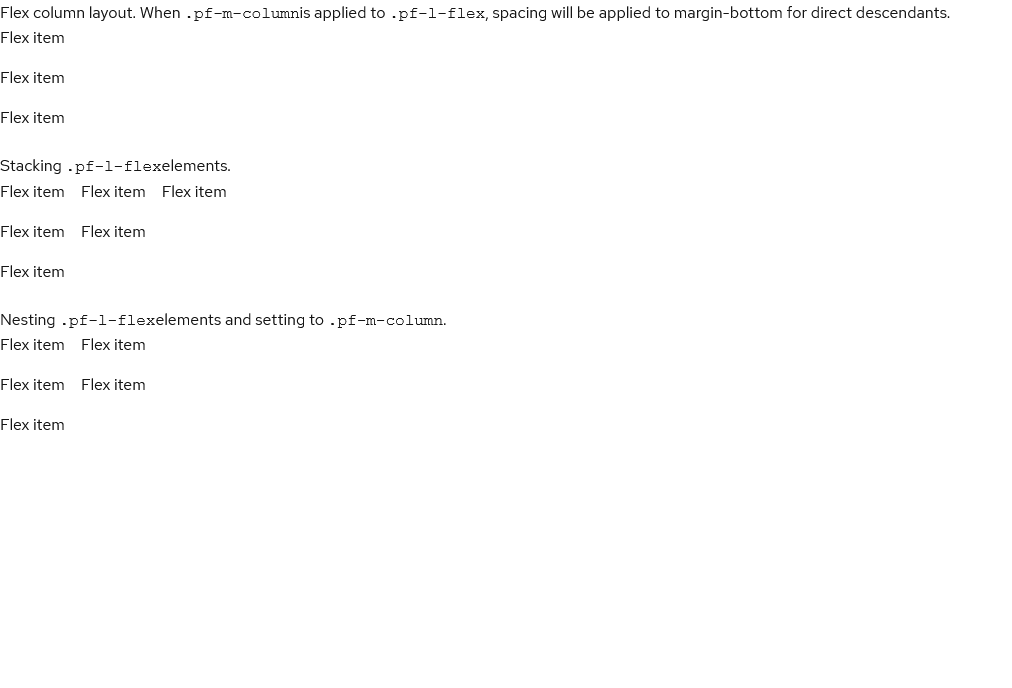 Flex column layout. When .pf-m-columnis applied to .pf-l-flex, spacing will be applied to margin-bottom for direct descendants.
Flex item
Flex item
Flex item
Stacking .pf-l-flexelements.
Flex item Flex item Flex item
Flex item Flex item
Flex item
Nesting .pf-l-flexelements and setting to .pf-m-column.
Flex item Flex item
Flex item Flex item
Flex item